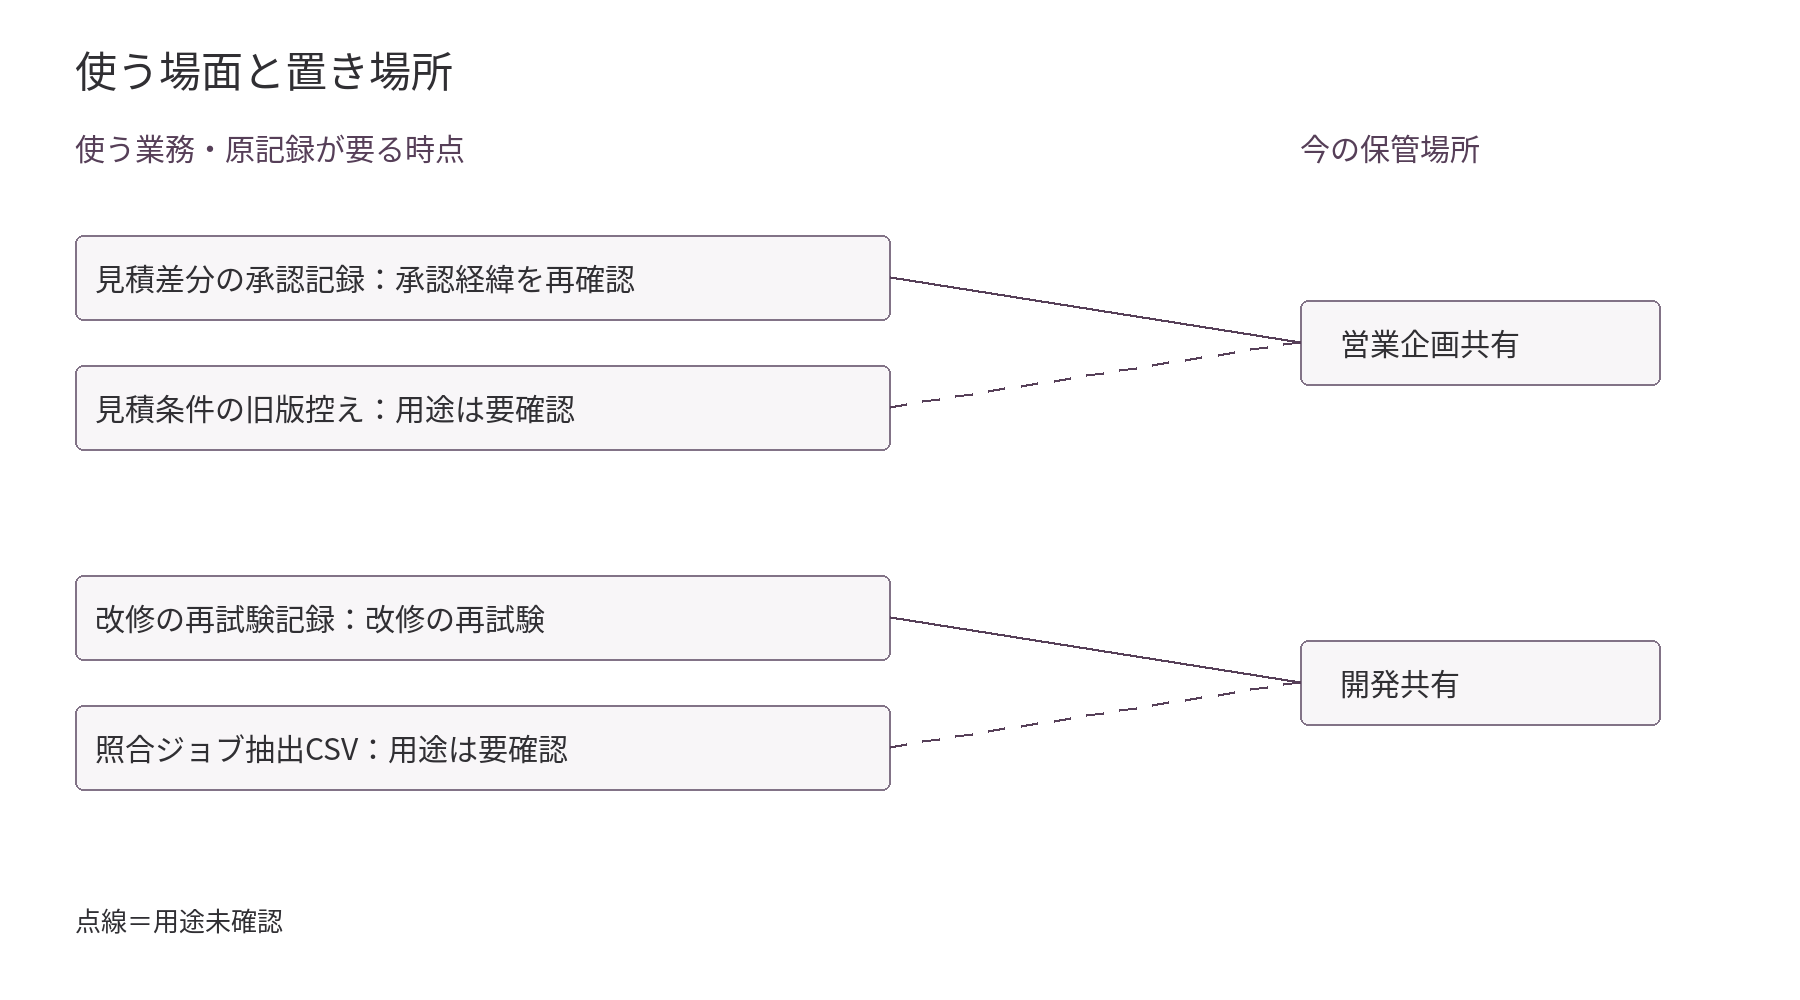 使う場面と置き場所
使う業務・原記録が要る時点
今の保管場所
見積差分の承認記録：承認経緯を再確認
営業企画共有
見積条件の旧版控え：用途は要確認
改修の再試験記録：改修の再試験
開発共有
照合ジョブ抽出CSV：用途は要確認
点線＝用途未確認